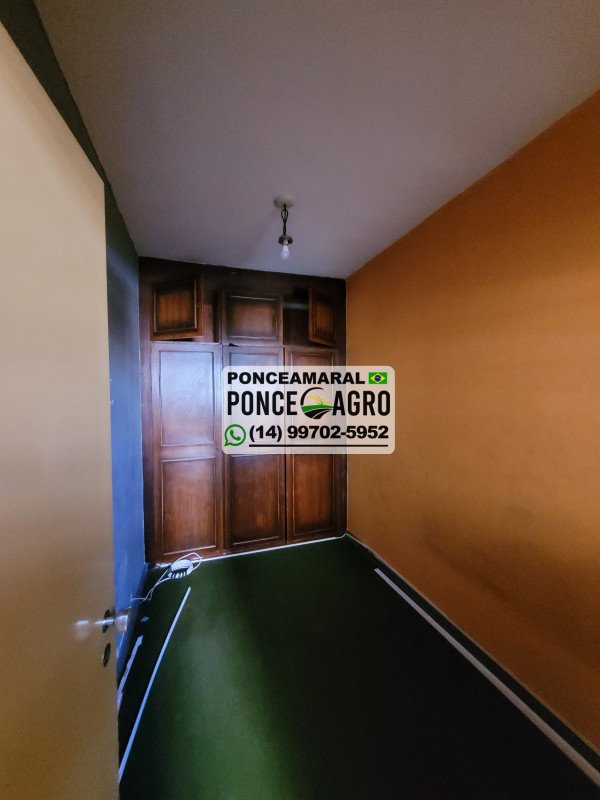 PONCEAMARAL
PONCE AGRO
(14) 99702-5952